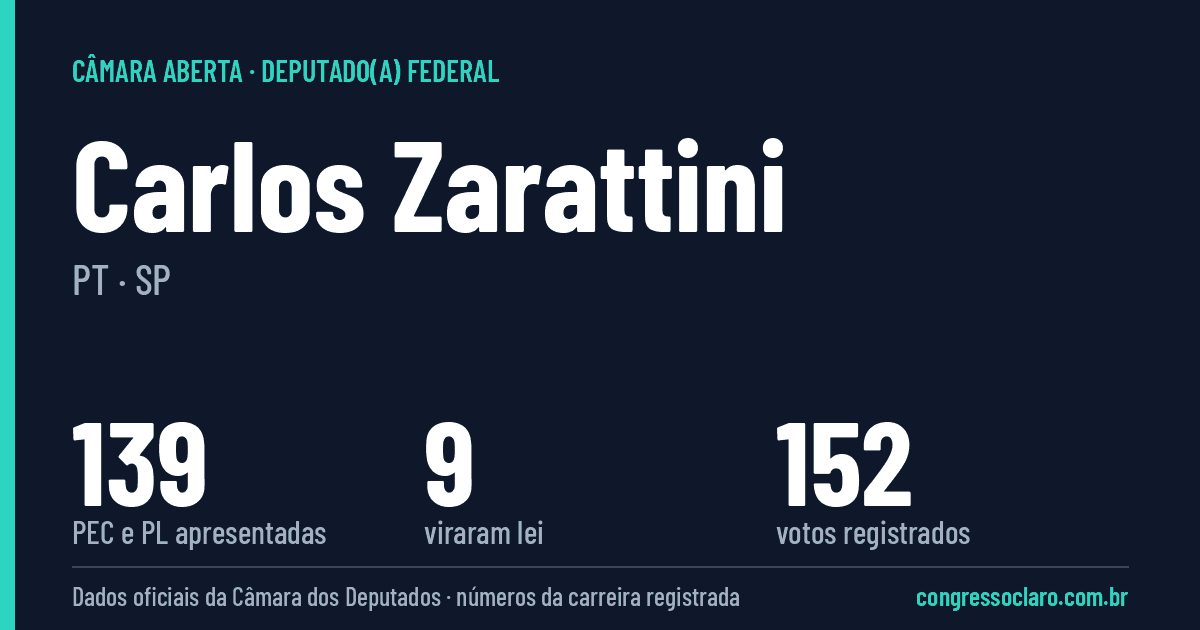 CÂMARA ABERTA · DEPUTADO(A) FEDERAL
Carlos Zarattini
PT · SP
139 9 152
PEC e PL apresentadas viraram lei votos registrados
Dados oficiais da Câmara dos Deputados · números da carreira registrada congressoclaro.com.br